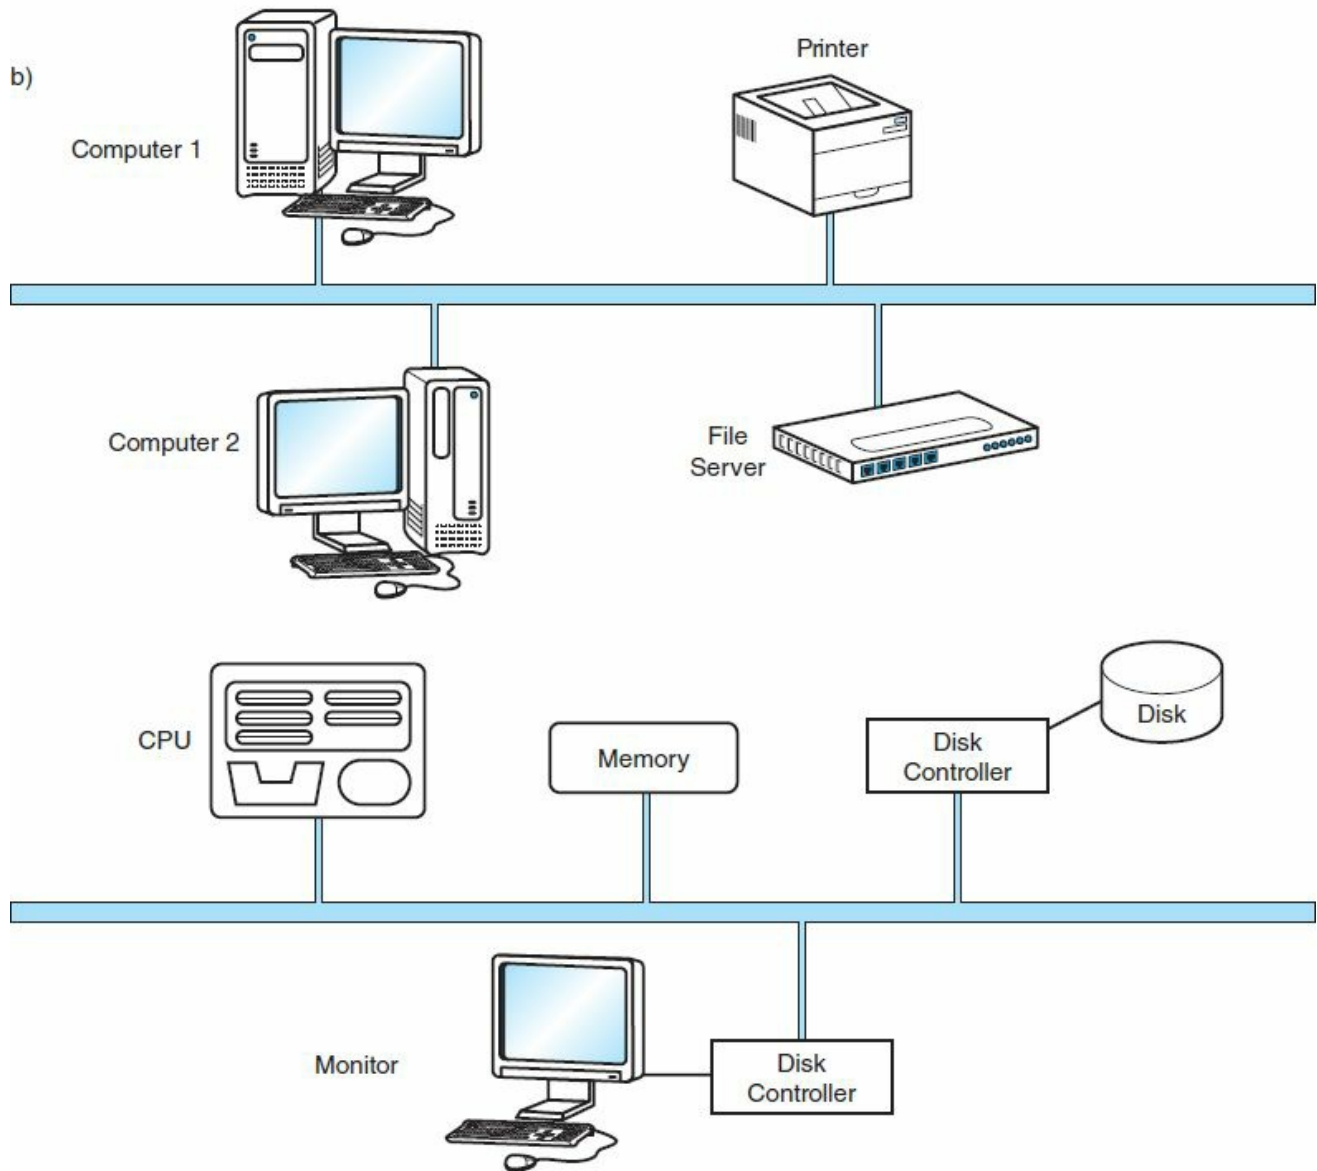 b)
Computer 1
Printer
Computer 2
File
Server
CPU
Memory
Disk
Controller
Disk
Monitor
Disk
Controller